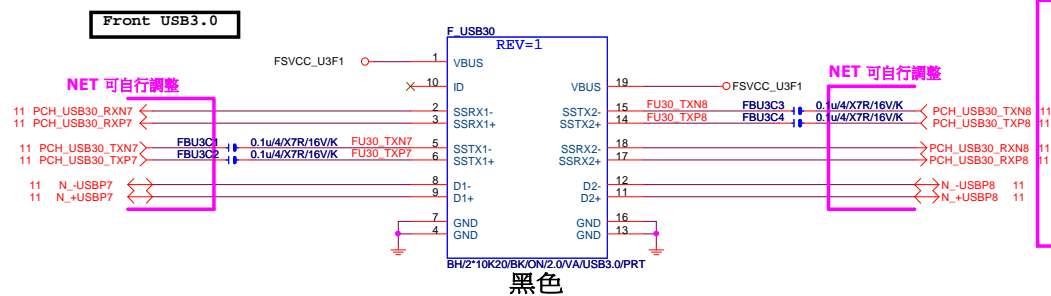 Front USB3.0
F_USB30
REV=1
FSVCC_U3F1
1
VBUS
NET 可自行調整
10
ID
VBUS
19
FSVCC_U3F1
NET 可自行調整
11 PCH_USB30_RXN7
2
SSRX1-
SSTX2-
15
FU30_TXN8
FBU3C3
0.1u/4/X7R/16V/K
PCH_USB30_TXN8 11
11 PCH_USB30_RXP7
3
SSRX1+
SSTX2+
14
FU30_TXP8
FBU3C4
0.1u/4/X7R/16V/K
PCH_USB30_TXP8 11
11 PCH_USB30_TXN7
FBU3C1
0.1u/4/X7R/16V/K
FU30_TXN7
5
SSTX1-
SSRX2-
18
PCH_USB30_RXN8 11
11 PCH_USB30_TXP7
FBU3C2
0.1u/4/X7R/16V/K
FU30_TXP7
6
SSTX1+
SSRX2+
17
PCH_USB30_RXP8 11
11 N_-USBP7
8
D1-
D2-
12
N_-USBP8 11
11 N_+USBP7
9
D1+
D2+
11
N_+USBP8 11
7
GND
GND
16
4
GND
GND
13
BH/2*10K20/BK/ON/2.0/VA/USB3.0/PRT
黑色